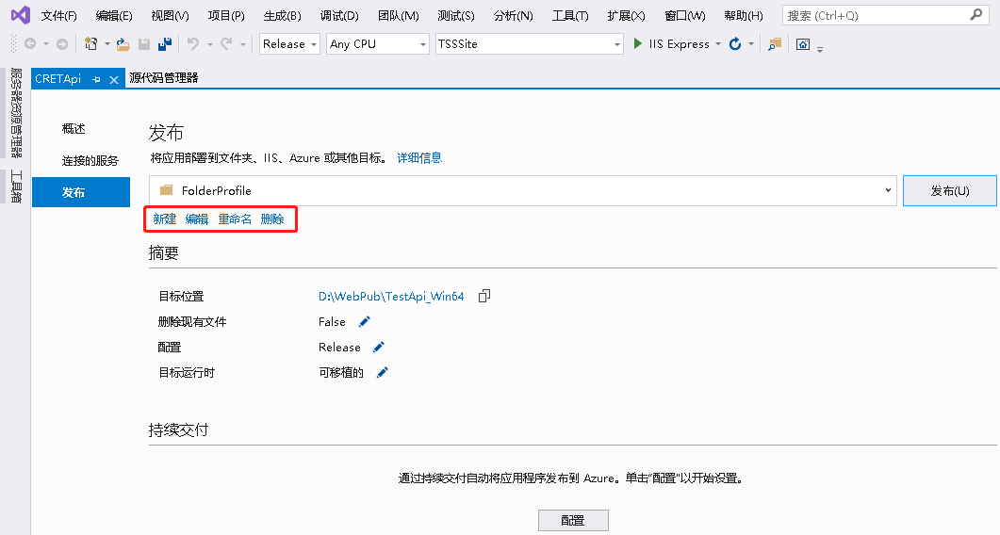 文件(F) 编辑(E) 视图(V) 项目(P) 生成(B) 调试(D) 团队(M) 测试(S) 分析(N) 工具(T) 扩展(X) 窗口(W) 帮助(H) 搜索 (Ctrl+Q)
Release Any CPU TSSSite IIS Express
服务器资源管理器
工具箱
CRETApi 源代码管理器
概述
连接的服务
发布
发布
将应用部署到文件夹、IIS、Azure 或其他目标。 详细信息
FolderProfile 发布(U)
新建 编辑 重命名 删除
摘要
目标位置 D:\WebPub\TestApi_Win64
删除现有文件 False
配置 Release
目标运行时 可移植的
持续交付
通过持续交付自动将应用程序发布到 Azure。单击"配置"以开始设置。
配置